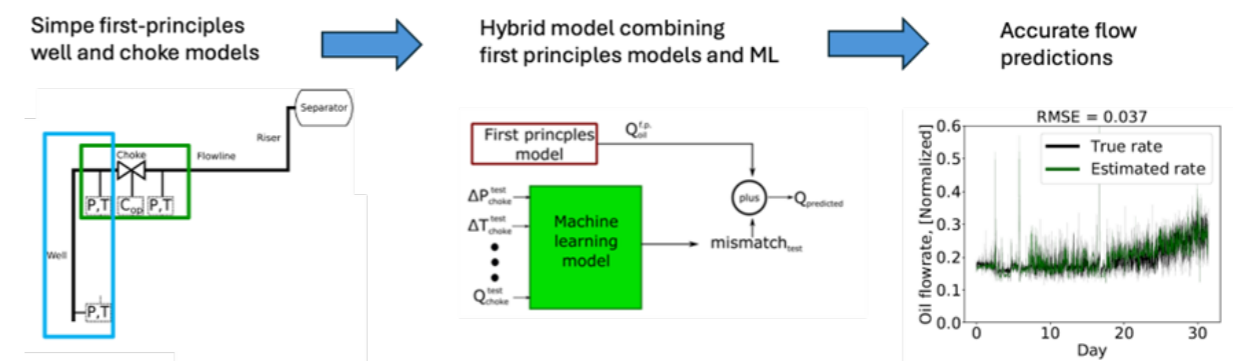 Simpe first-principles
well and choke models
Hybrid model combining
first principles models and ML
Accurate flow
predictions
Separator
Riser
Choke
Flowline
P,T
C_op
P,T
Well
P,T
First princples
model
Q_oil^f.p.
ΔP_choke^test
ΔT_choke^test
Q_choke^test
Machine
learning
model
plus
Q_predicted
mismatch_test
RMSE = 0.037
True rate
Estimated rate
Oil flowrate, [Normalized]
0.6
0.5
0.4
0.3
0.2
0.1
0.0
0 10 20 30
Day